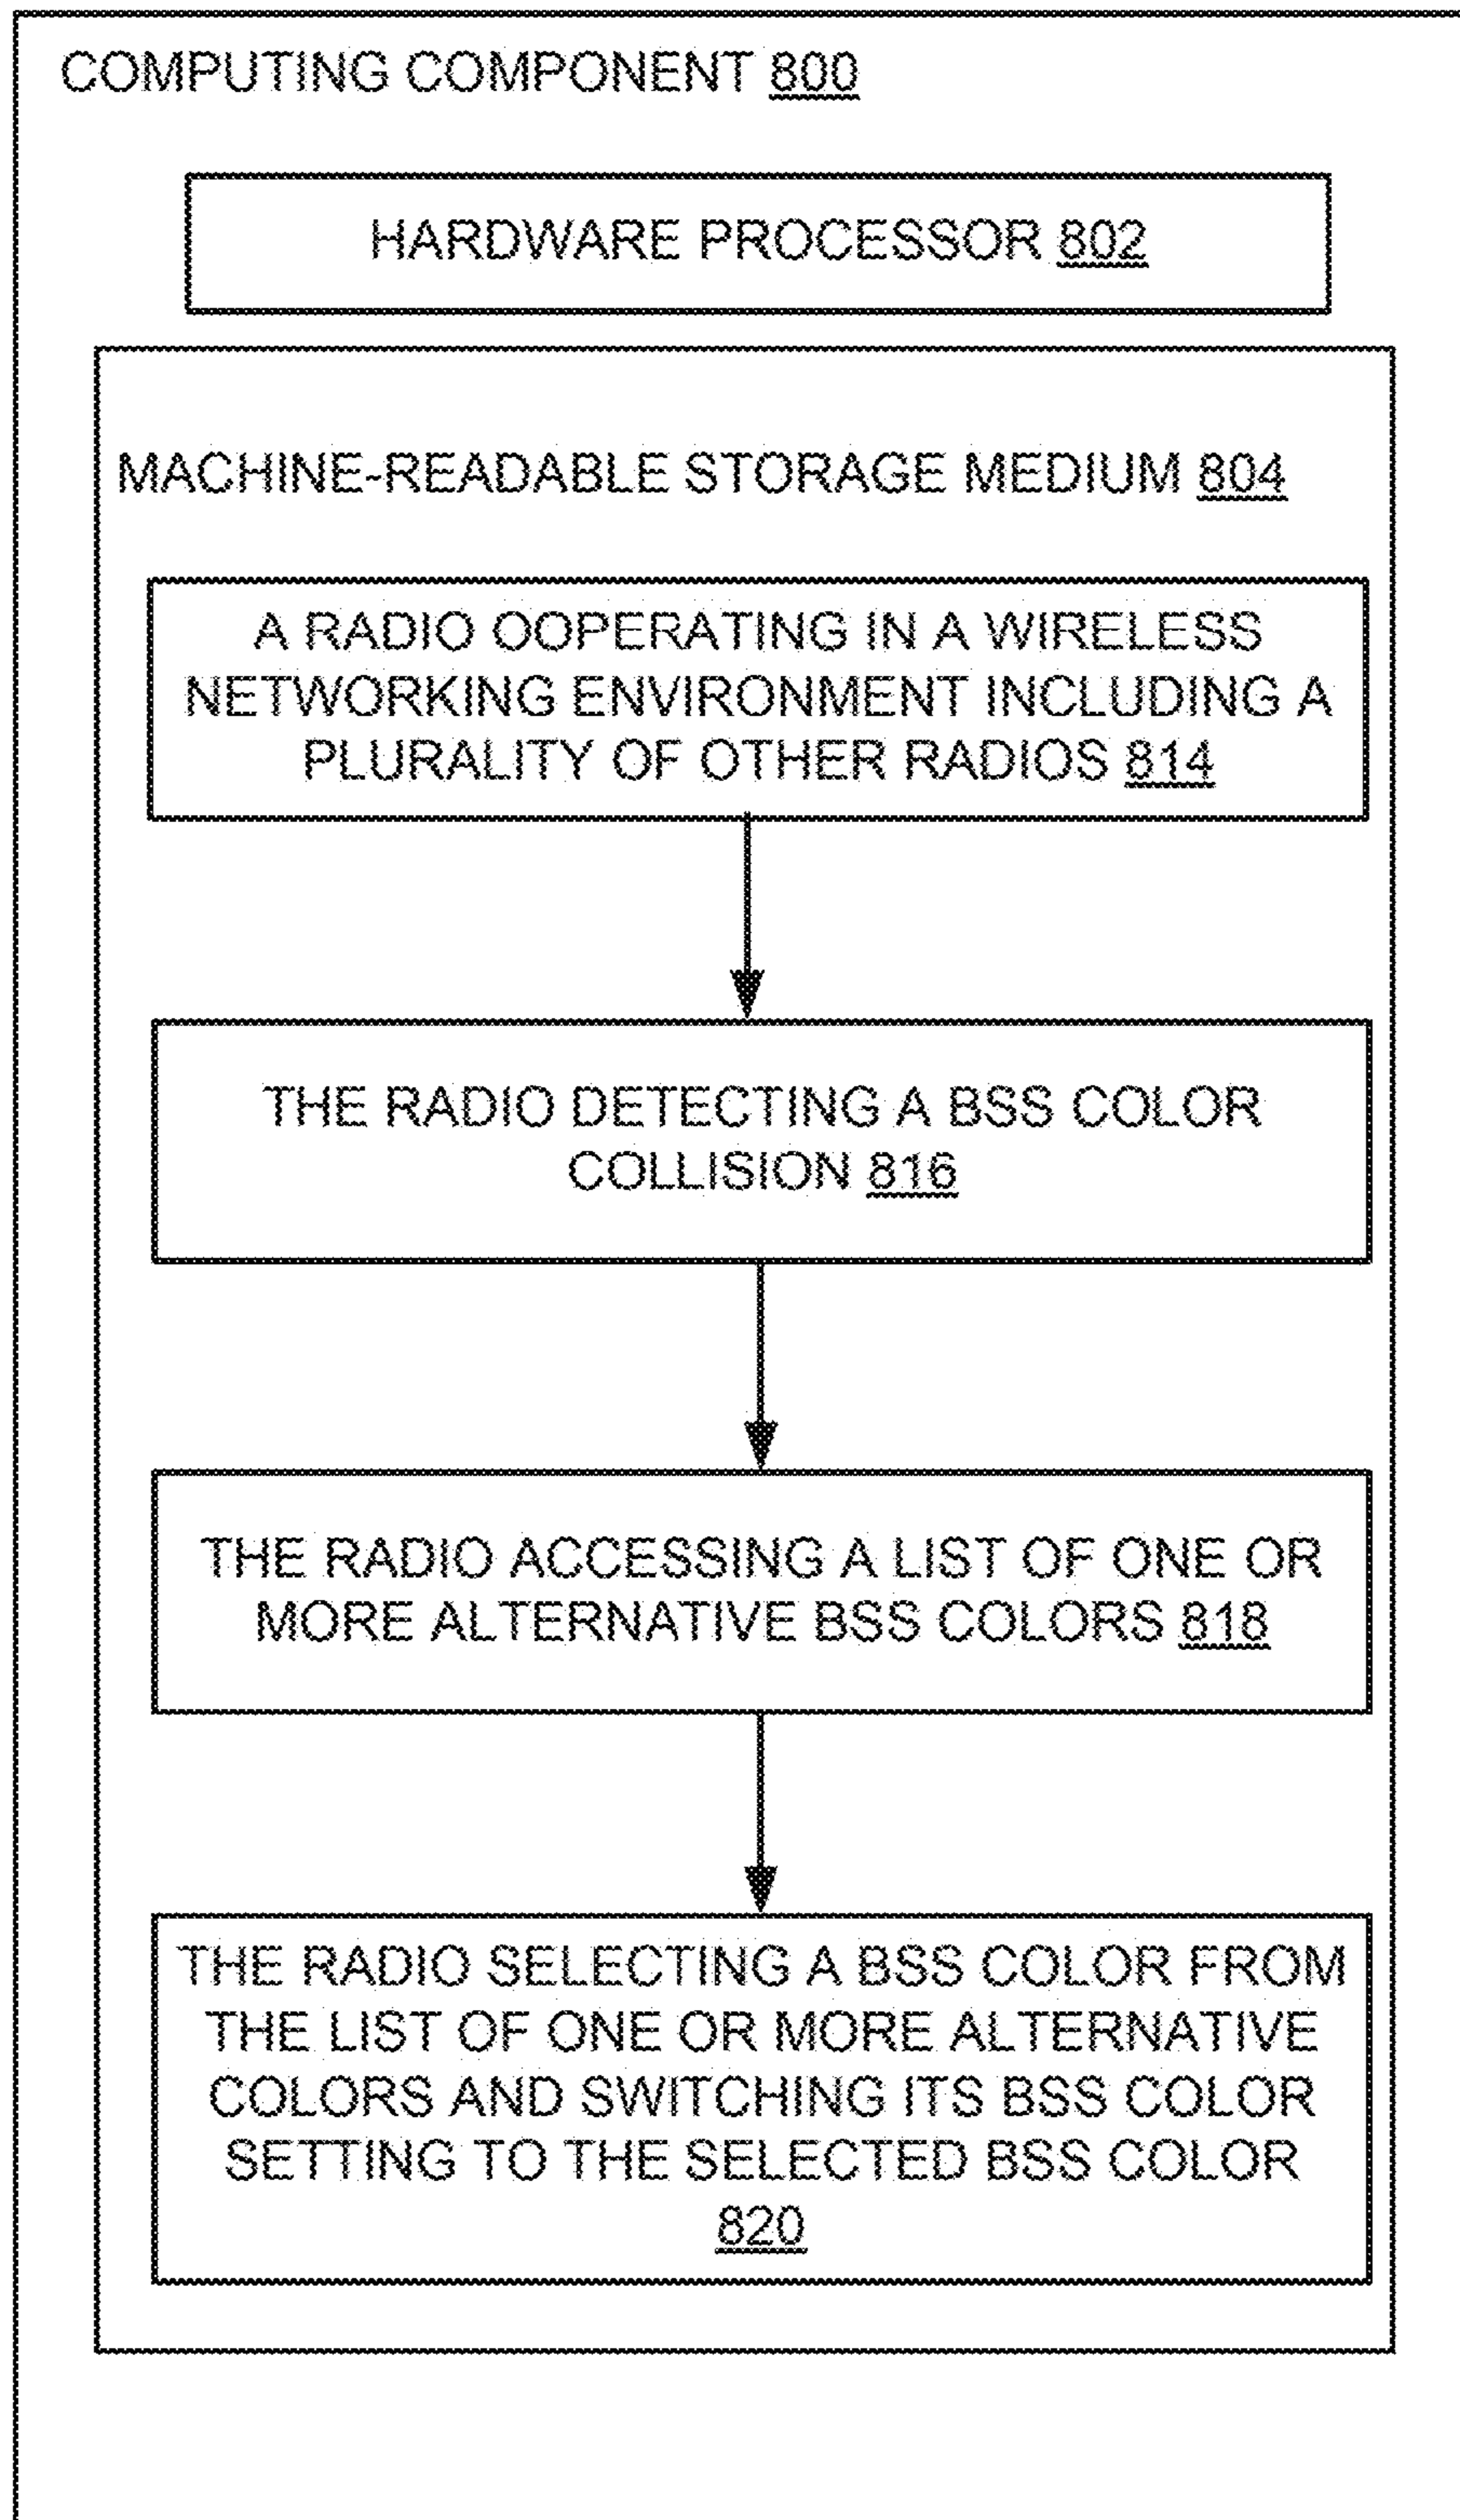 COMPUTING COMPONENT 800
HARDWARE PROCESSOR 802
MACHINE-READABLE STORAGE MEDIUM 804
A RADIO OOPERATING IN A WIRELESS
NETWORKING ENVIRONMENT INCLUDING A
PLURALITY OF OTHER RADIOS 814
THE RADIO DETECTING A BSS COLOR
COLLISION 816
THE RADIO ACCESSING A LIST OF ONE OR
MORE ALTERNATIVE BSS COLORS 818
THE RADIO SELECTING A BSS COLOR FROM
THE LIST OF ONE OR MORE ALTERNATIVE
COLORS AND SWITCHING ITS BSS COLOR
SETTING TO THE SELECTED BSS COLOR
820